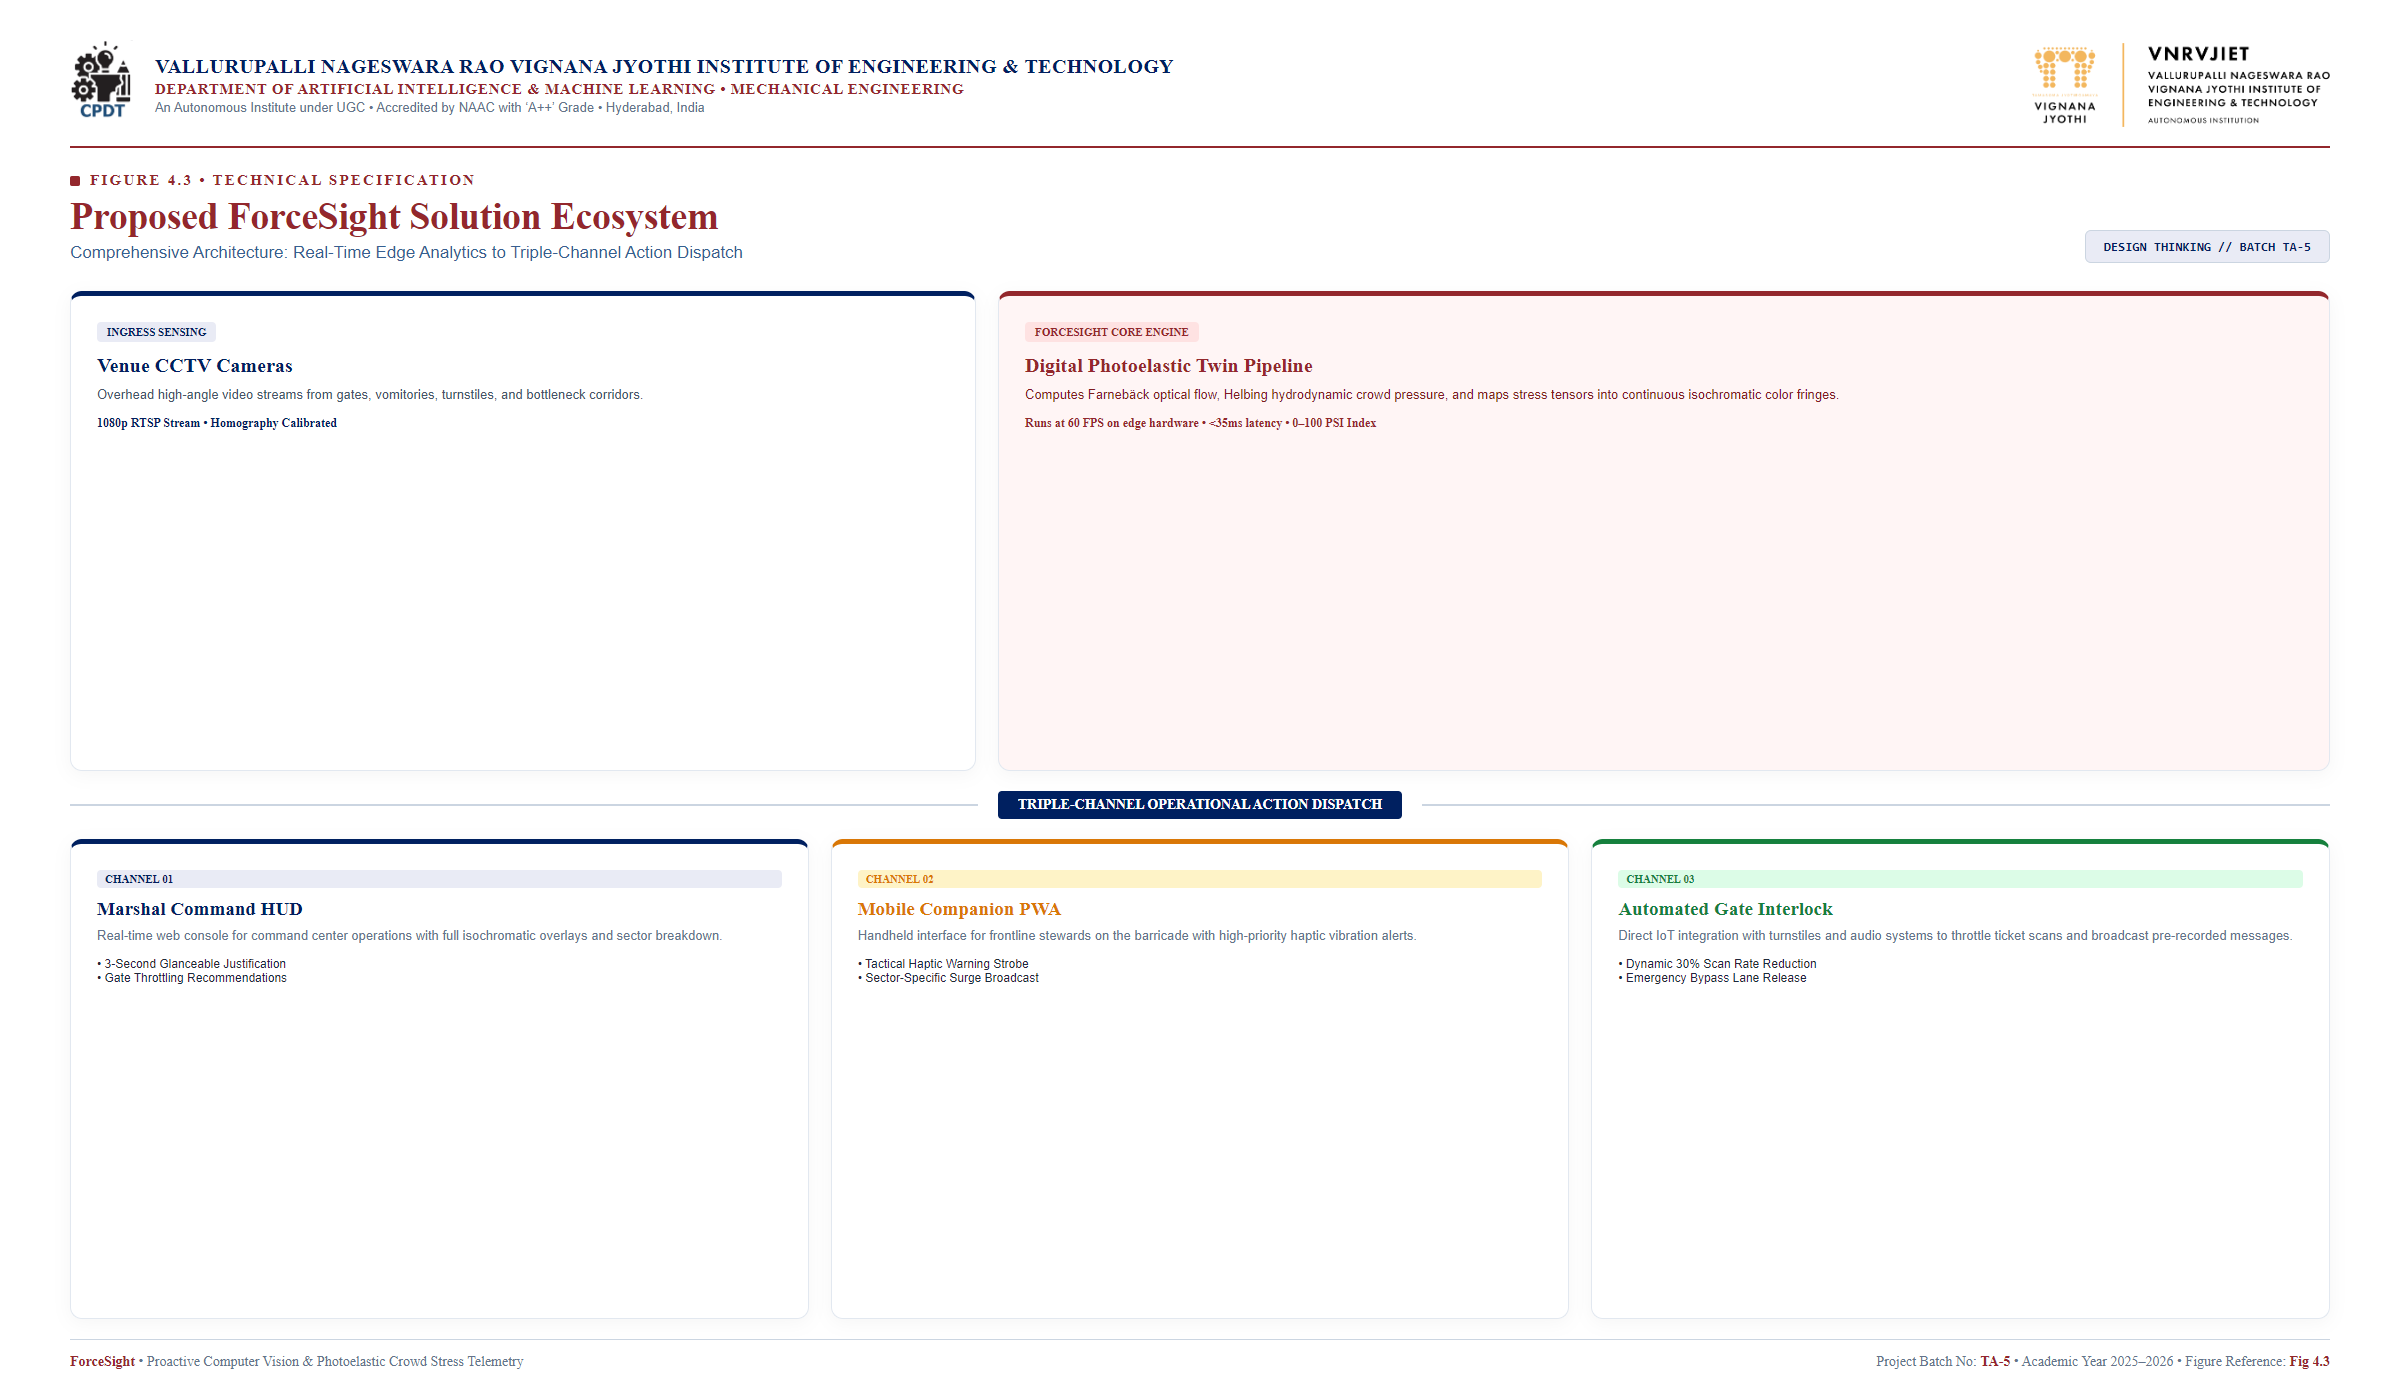 CPDT
VALLURUPALLI NAGESWARA RAO VIGNANA JYOTHI INSTITUTE OF ENGINEERING & TECHNOLOGY
DEPARTMENT OF ARTIFICIAL INTELLIGENCE & MACHINE LEARNING • MECHANICAL ENGINEERING
An Autonomous Institute under UGC • Accredited by NAAC with ‘A++’ Grade • Hyderabad, India
VIGNANA
JYOTHI
VNRVJIET
VALLURUPALLI NAGESWARA RAO
VIGNANA JYOTHI INSTITUTE OF
ENGINEERING & TECHNOLOGY
AUTONOMOUS INSTITUTION
FIGURE 4.3 • TECHNICAL SPECIFICATION
Proposed ForceSight Solution Ecosystem
Comprehensive Architecture: Real-Time Edge Analytics to Triple-Channel Action Dispatch
DESIGN THINKING // BATCH TA-5
INGRESS SENSING
Venue CCTV Cameras
Overhead high-angle video streams from gates, vomitories, turnstiles, and bottleneck corridors.
1080p RTSP Stream • Homography Calibrated
FORCESIGHT CORE ENGINE
Digital Photoelastic Twin Pipeline
Computes Farnebäck optical flow, Helbing hydrodynamic crowd pressure, and maps stress tensors into continuous isochromatic color fringes.
Runs at 60 FPS on edge hardware • <35ms latency • 0–100 PSI Index
TRIPLE-CHANNEL OPERATIONAL ACTION DISPATCH
CHANNEL 01
Marshal Command HUD
Real-time web console for command center operations with full isochromatic overlays and sector breakdown.
• 3-Second Glanceable Justification
• Gate Throttling Recommendations
CHANNEL 02
Mobile Companion PWA
Handheld interface for frontline stewards on the barricade with high-priority haptic vibration alerts.
• Tactical Haptic Warning Strobe
• Sector-Specific Surge Broadcast
CHANNEL 03
Automated Gate Interlock
Direct IoT integration with turnstiles and audio systems to throttle ticket scans and broadcast pre-recorded messages.
• Dynamic 30% Scan Rate Reduction
• Emergency Bypass Lane Release
ForceSight • Proactive Computer Vision & Photoelastic Crowd Stress Telemetry
Project Batch No: TA-5 • Academic Year 2025–2026 • Figure Reference: Fig 4.3